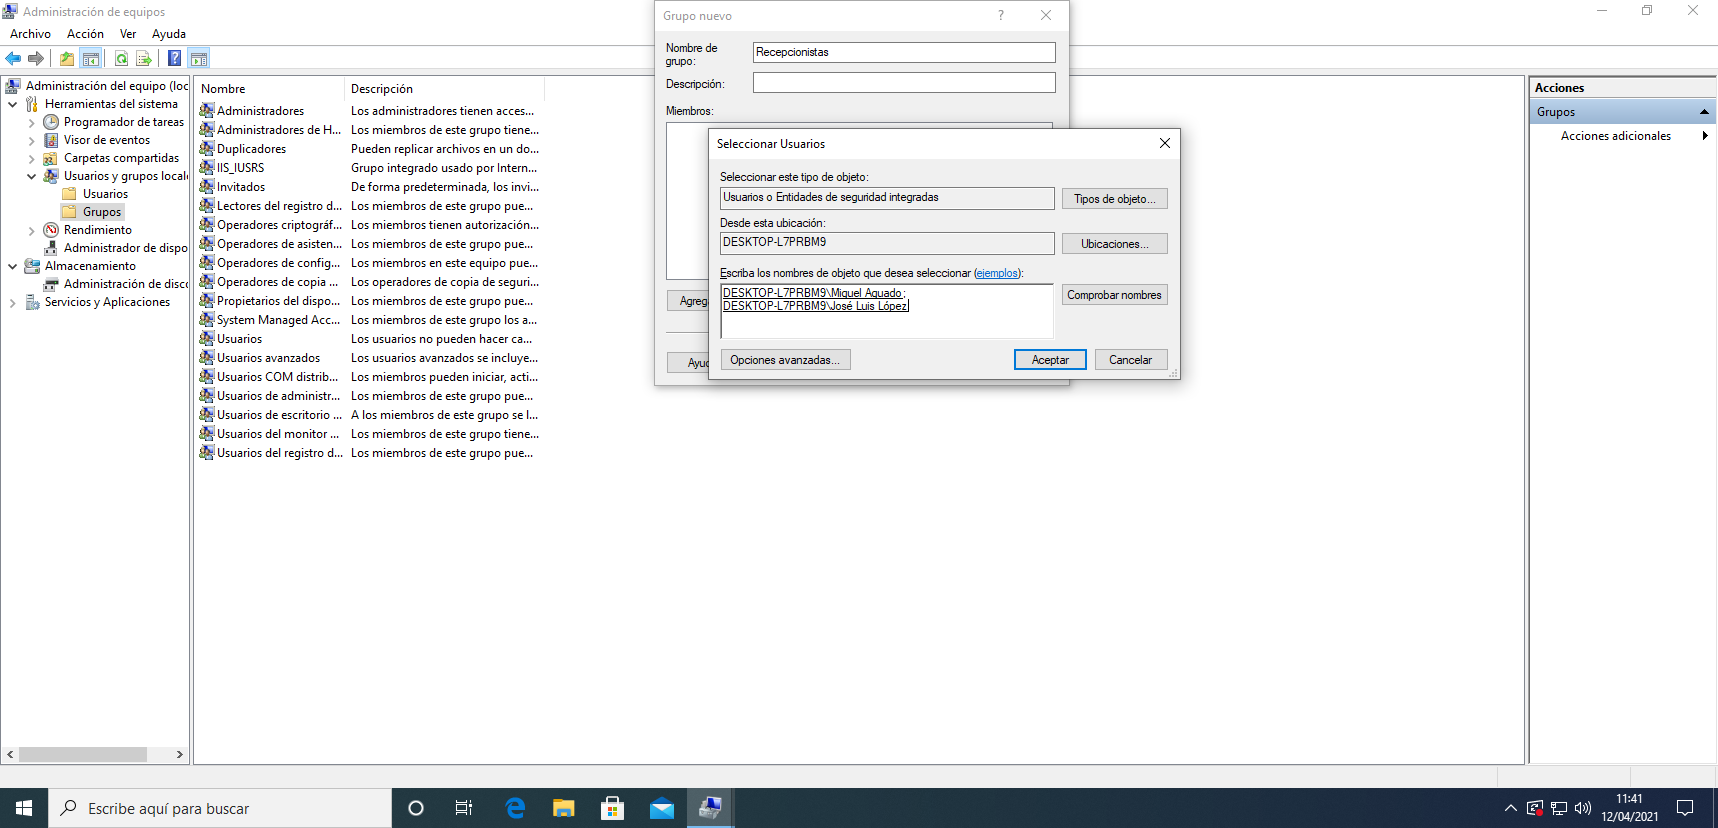 Administración de equipos
Archivo Acción Ver Ayuda
Administración del equipo (loc
Herramientas del sistema
Programador de tareas
Visor de eventos
Carpetas compartidas
Usuarios y grupos locale
Usuarios
Grupos
Rendimiento
Administrador de dispo
Almacenamiento
Administración de disco
Servicios y Aplicaciones
Nombre Descripción
Administradores Los administradores tienen acces...
Administradores de H... Los miembros de este grupo tiene...
Duplicadores Pueden replicar archivos en un do...
IIS_IUSRS Grupo integrado usado por Intern...
Invitados De forma predeterminada, los invi...
Lectores del registro d... Los miembros de este grupo pue...
Operadores criptográf... Los miembros tienen autorización...
Operadores de asisten... Los miembros de este grupo pue...
Operadores de config... Los miembros en este equipo pue...
Operadores de copia ... Los operadores de copia de seguri...
Propietarios del dispo... Los miembros de este grupo pue...
System Managed Acc... Los miembros de este grupo los a...
Usuarios Los usuarios no pueden hacer ca...
Usuarios avanzados Los usuarios avanzados se incluye...
Usuarios COM distrib... Los miembros pueden iniciar, acti...
Usuarios de administr... Los miembros de este grupo pue...
Usuarios de escritorio ... A los miembros de este grupo se l...
Usuarios del monitor ... Los miembros de este grupo tiene...
Usuarios del registro d... Los miembros de este grupo pue...
Grupo nuevo
?
Nombre de
grupo:
Recepcionistas
Descripción:
Miembros:
Agrega
Ayuc
Seleccionar Usuarios
Seleccionar este tipo de objeto:
Usuarios o Entidades de seguridad integradas
Tipos de objeto...
Desde esta ubicación:
DESKTOP-L7PRBM9
Ubicaciones...
Escriba los nombres de objeto que desea seleccionar (ejemplos):
DESKTOP-L7PRBM9\Miguel Aguado;
DESKTOP-L7PRBM9\José Luis López
Comprobar nombres
Opciones avanzadas...
Aceptar
Cancelar
Acciones
Grupos
Acciones adicionales
Escribe aquí para buscar
11:41
12/04/2021